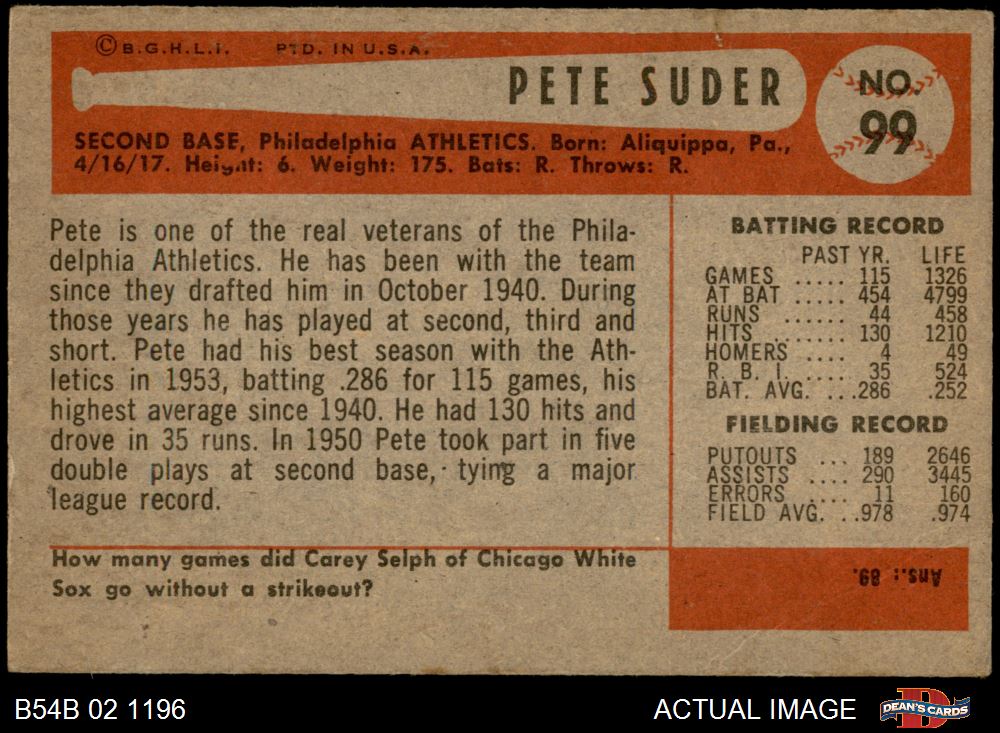 © B.G.H.L.I. PTD. IN U.S.A.
PETE SUDER
NO.
99
SECOND BASE, Philadelphia ATHLETICS. Born: Aliquippa, Pa.,
4/16/17. Height: 6. Weight: 175. Bats: R. Throws: R.
Pete is one of the real veterans of the Phila-
delphia Athletics. He has been with the team
since they drafted him in October 1940. During
those years he has played at second, third and
short. Pete had his best season with the Ath-
letics in 1953, batting .286 for 115 games, his
highest average since 1940. He had 130 hits and
drove in 35 runs. In 1950 Pete took part in five
double plays at second base, tying a major
league record.
BATTING RECORD
PAST YR. LIFE
GAMES ..... 115 1326
AT BAT ..... 454 4799
RUNS ...... 44 458
HITS ....... 130 1210
HOMERS .... 4 49
R. B. I. .... 35 524
BAT. AVG. ...286 .252
FIELDING RECORD
PUTOUTS ... 189 2646
ASSISTS .... 290 3445
ERRORS .... 11 160
FIELD AVG. ..978 .974
How many games did Carey Selph of Chicago White
Sox go without a strikeout?
Ans.: 89.
B54B 02 1196
ACTUAL IMAGE
DEAN'S CARDS